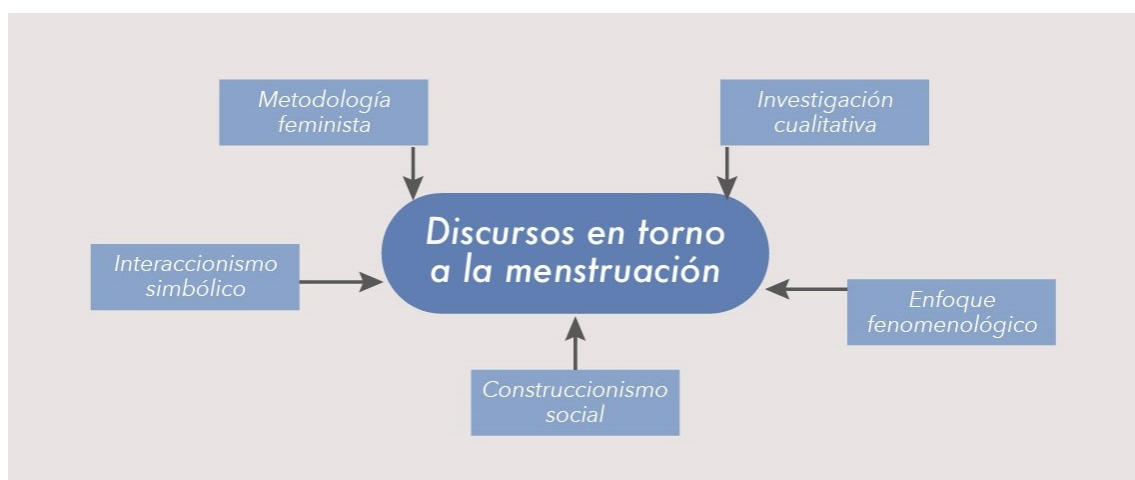 Metodología
feminista
Investigación
cualitativa
Discursos en torno
a la menstruación
Interaccionismo
simbólico
Enfoque
fenomenológico
Construccionismo
social